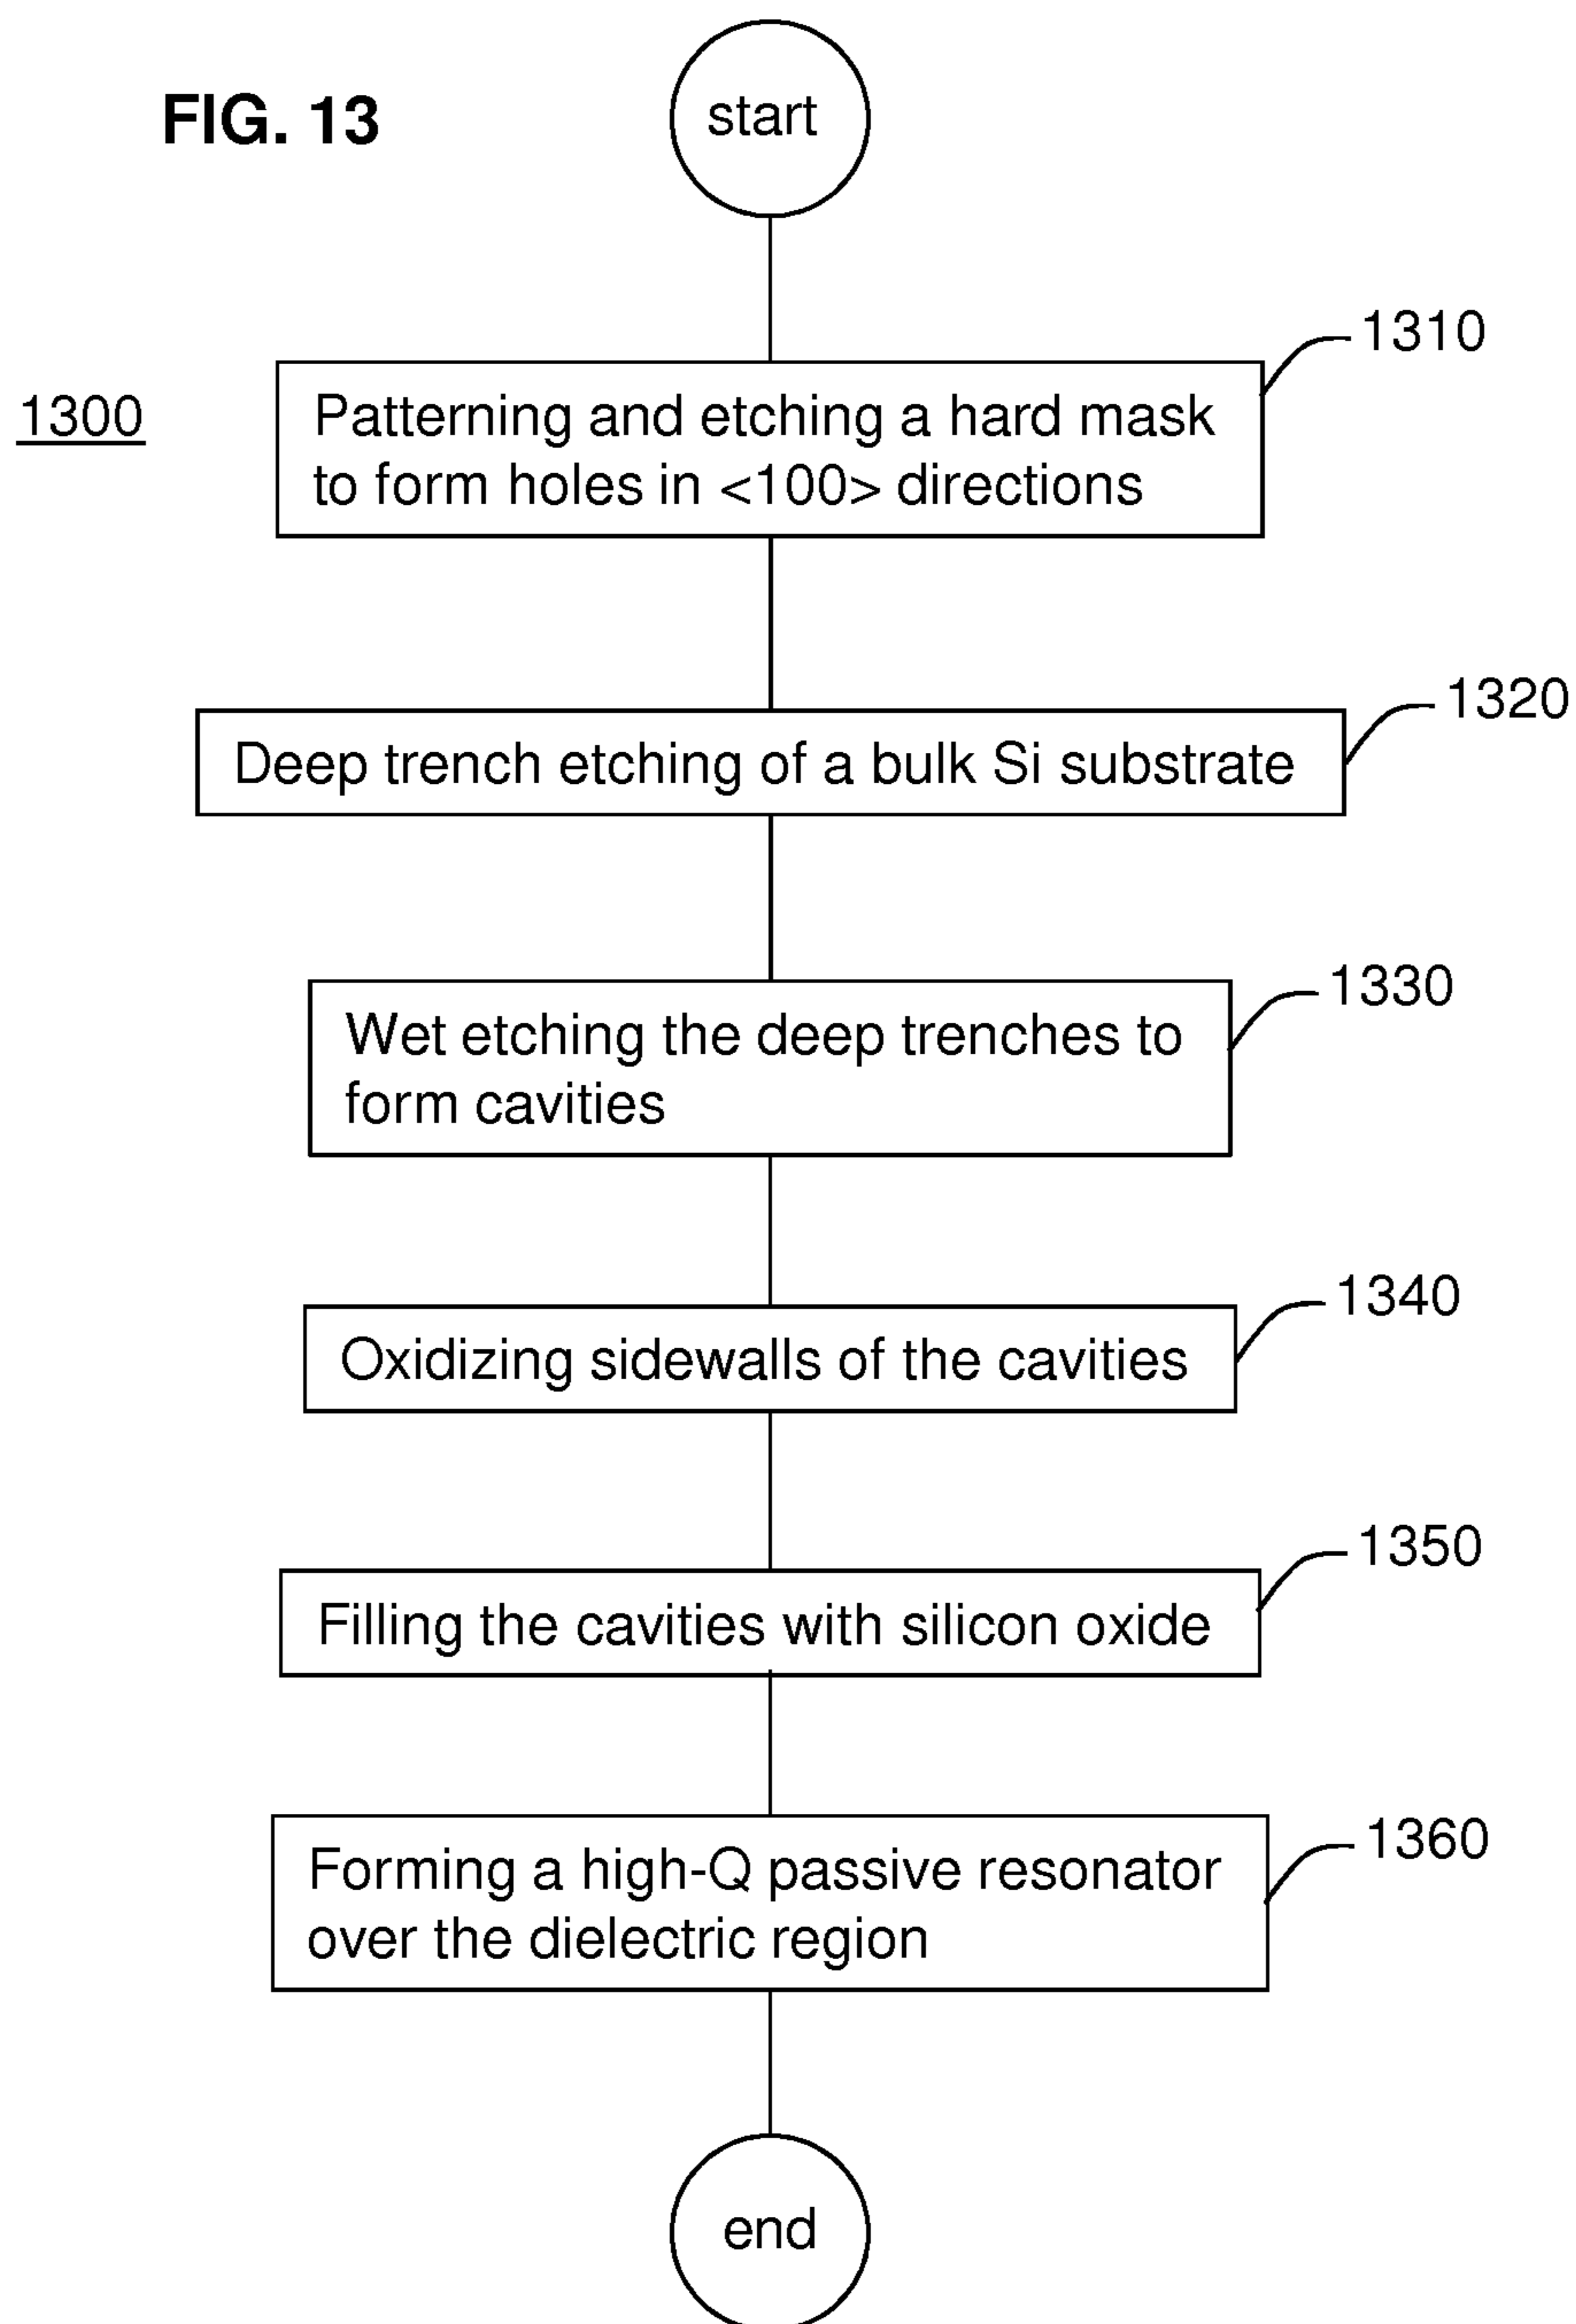 FIG. 13
start
1300
1310
Patterning and etching a hard mask
to form holes in <100> directions
1320
Deep trench etching of a bulk Si substrate
1330
Wet etching the deep trenches to
form cavities
1340
Oxidizing sidewalls of the cavities
1350
Filling the cavities with silicon oxide
1360
Forming a high-Q passive resonator
over the dielectric region
end